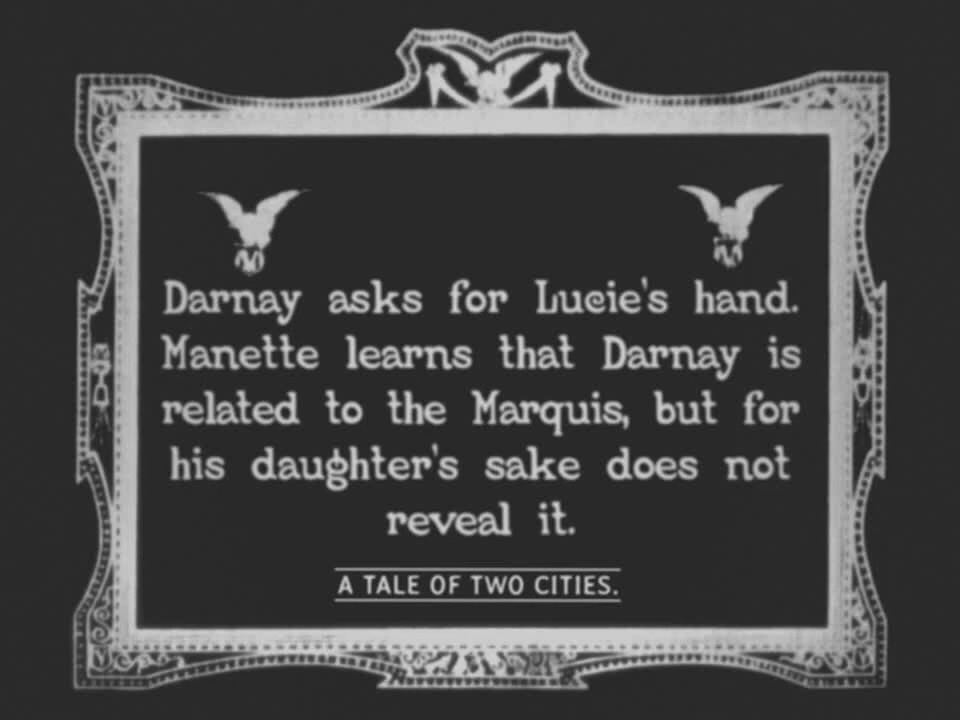 Darnay asks for Lucie's hand.
Manette learns that Darnay is
related to the Marquis, but for
his daughter's sake does not
reveal it.
A TALE OF TWO CITIES.